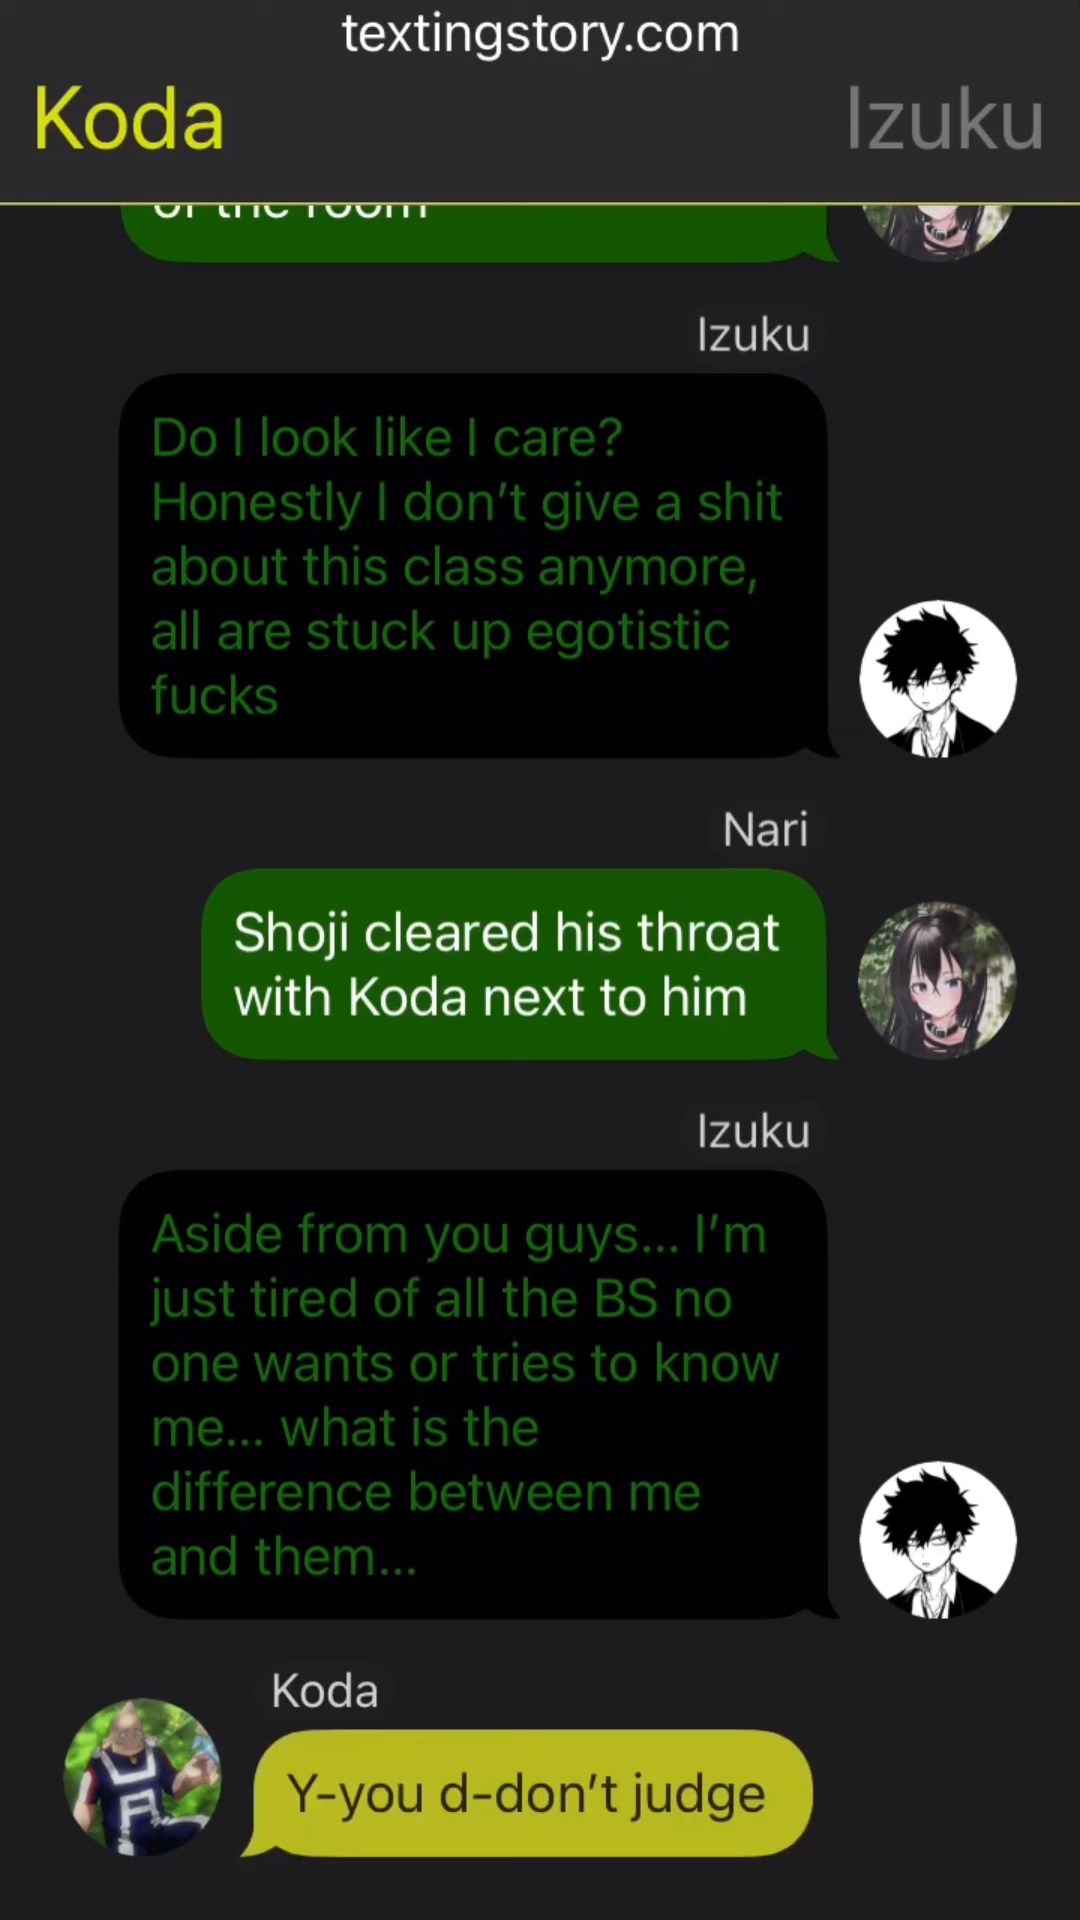 textingstory.com
Koda
Izuku
of the room
Izuku
Do I look like I care?
Honestly I don’t give a shit
about this class anymore,
all are stuck up egotistic
fucks
Nari
Shoji cleared his throat
with Koda next to him
Izuku
Aside from you guys... I’m
just tired of all the BS no
one wants or tries to know
me... what is the
difference between me
and them...
Koda
Y-you d-don’t judge